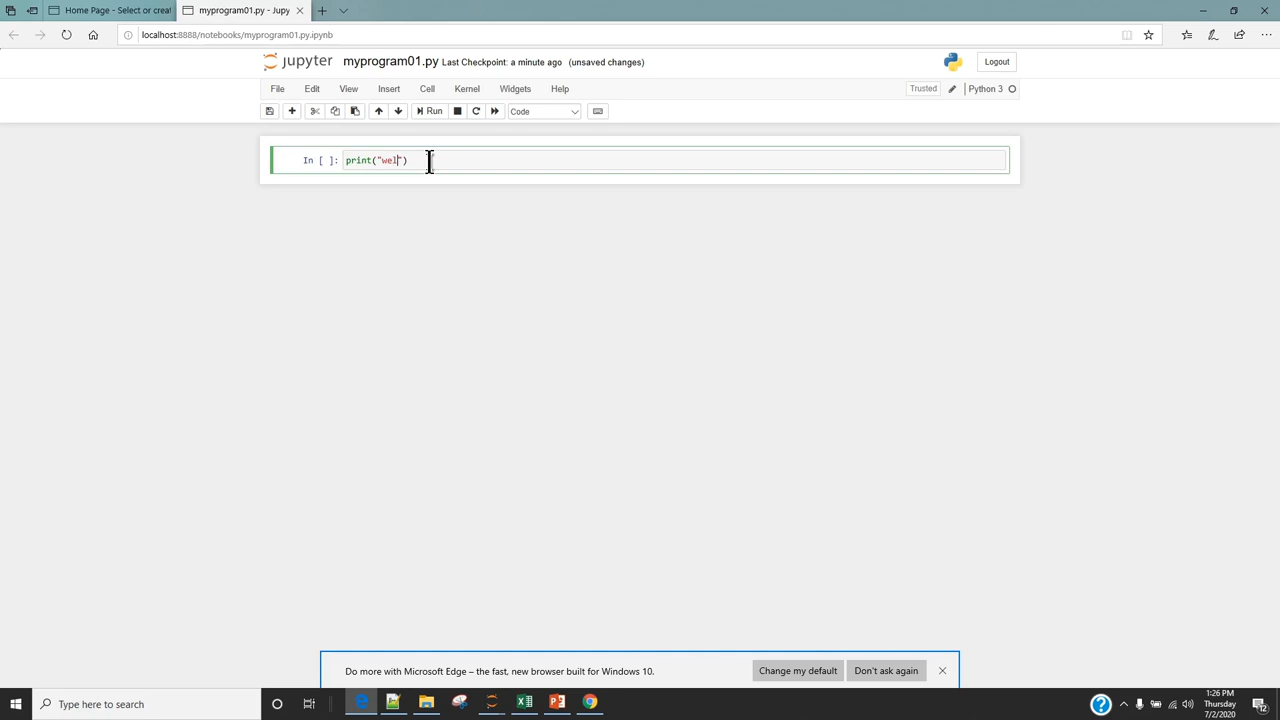 Home Page - Select or creat
myprogram01.py - Jupy
localhost:8888/notebooks/myprogram01.py.ipynb
jupyter myprogram01.py Last Checkpoint: a minute ago (unsaved changes)
Logout
File Edit View Insert Cell Kernel Widgets Help
Trusted Python 3
Run Code
In [ ]: print("wel")
Do more with Microsoft Edge – the fast, new browser built for Windows 10.
Change my default Don't ask again
Type here to search
1:26 PM
Thursday
7/2/2020